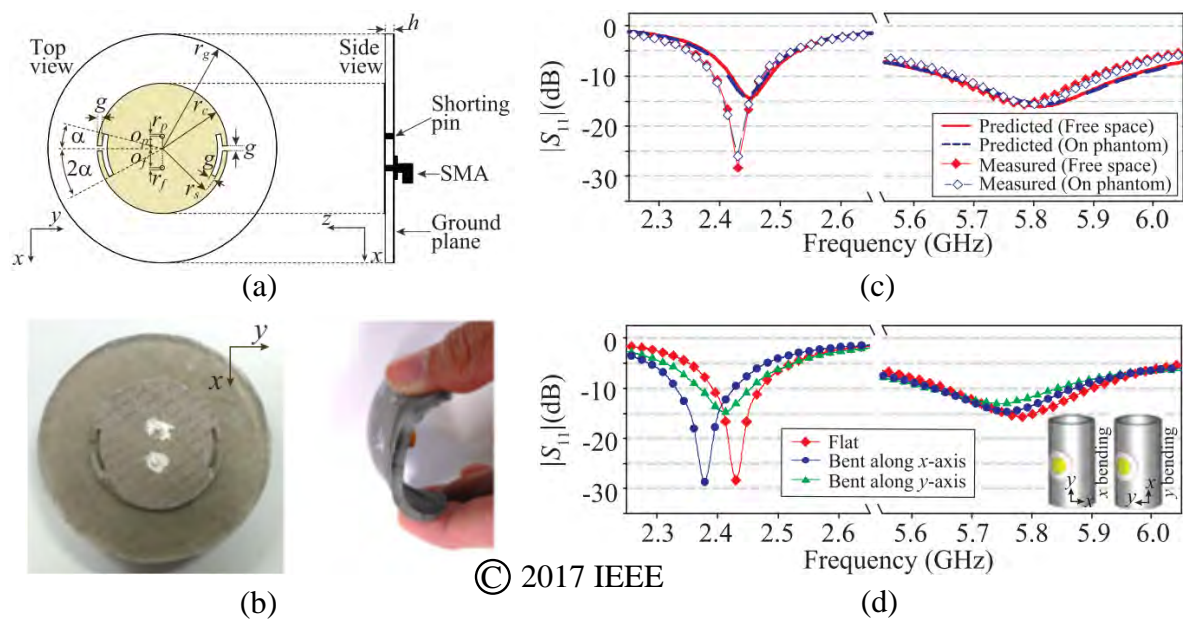 Top view
Side view
h
r_g
r_c
g
α
2α
r_p
o_p
o_f
r_f
g
r_s
g
Shorting pin
SMA
Ground plane
y
x
z
x
(a)
y
x
(b)
0
-10
-20
-30
|S₁₁|(dB)
Predicted (Free space)
Predicted (On phantom)
Measured (Free space)
Measured (On phantom)
2.3 2.4 2.5 2.6 5.6 5.7 5.8 5.9 6.0
Frequency (GHz)
(c)
0
-10
-20
-30
|S₁₁|(dB)
Flat
Bent along x-axis
Bent along y-axis
y
x
x bending
x
y
y bending
2.3 2.4 2.5 2.6 5.6 5.7 5.8 5.9 6.0
Frequency (GHz)
(d)
© 2017 IEEE